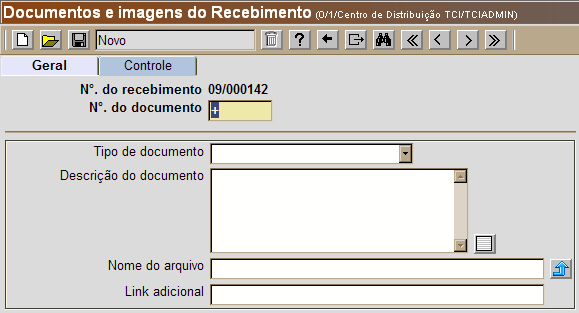 Documentos e imagens do Recebimento (0/1/Centro de Distribuição TCI/TCIADMIN)
Novo
Geral Controle
N°. do recebimento 09/000142
N°. do documento +
Tipo de documento
Descrição do documento
Nome do arquivo
Link adicional